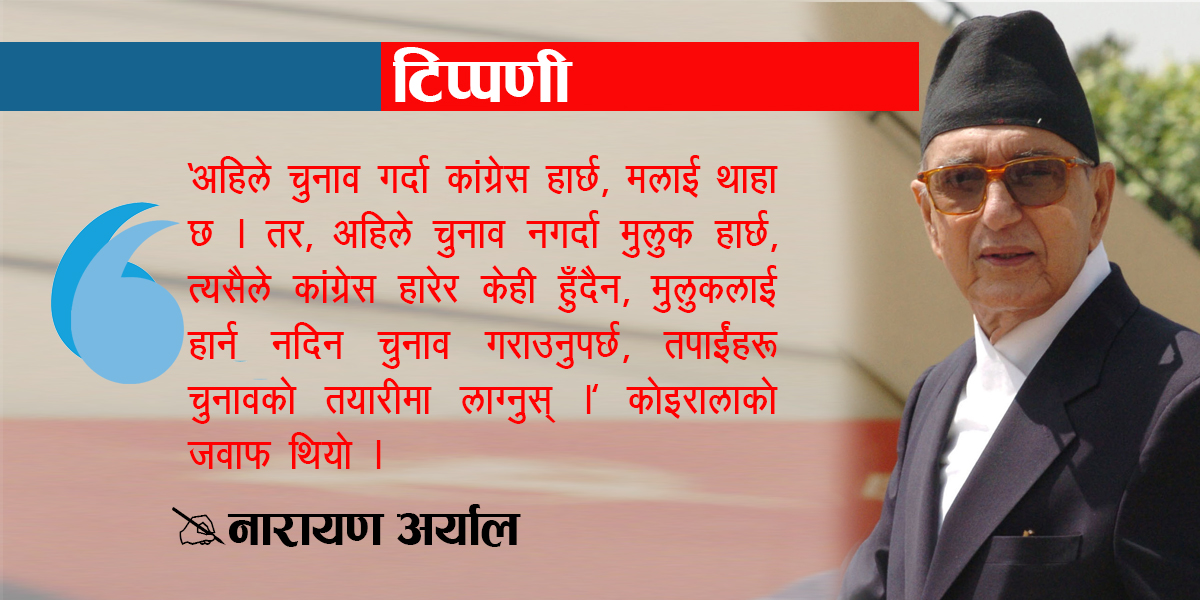 टिप्पणी
‘अहिले चुनाव गर्दा कांग्रेस हार्छ, मलाई थाहा
छ । तर, अहिले चुनाव नगर्दा मुलुक हार्छ,
त्यसैले कांग्रेस हारेर केही हुँदैन, मुलुकलाई
हार्न नदिन चुनाव गराउनुपर्छ, तपाईंहरू
चुनावको तयारीमा लाग्नुस् ।‘ कोइरालाको
जवाफ थियो ।
नारायण अर्याल